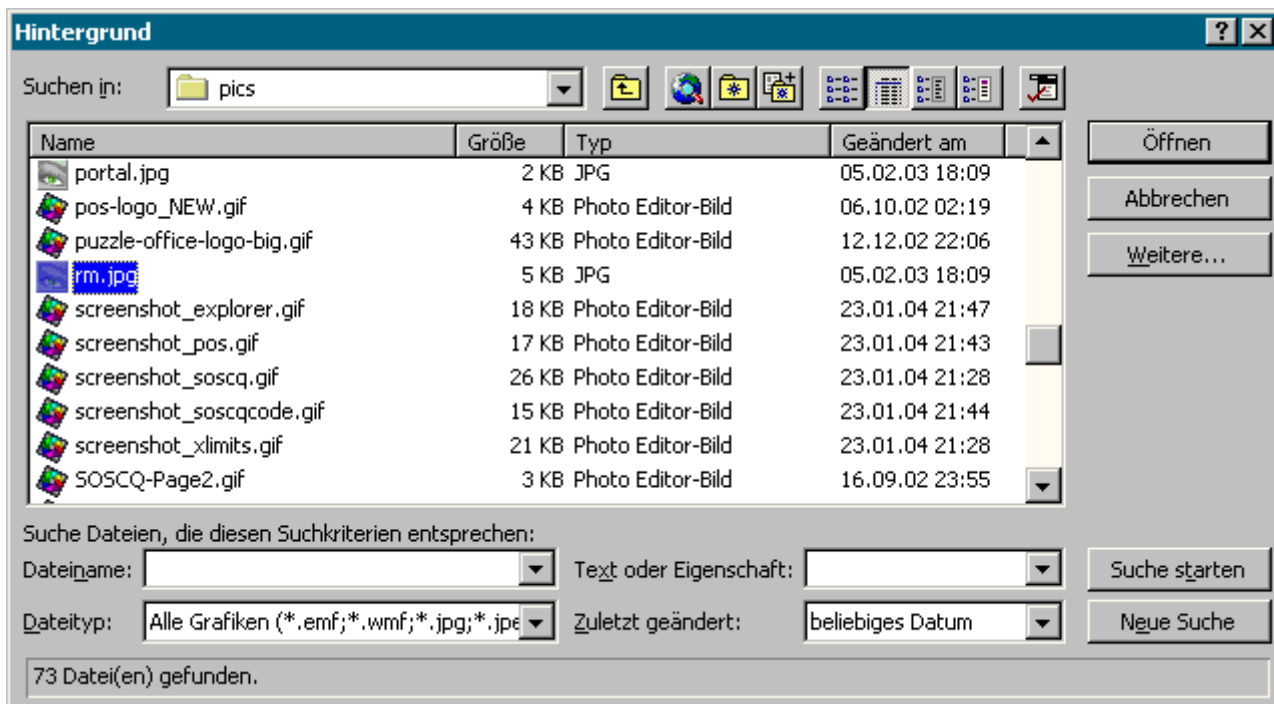 Hintergrund
Suchen in: pics
Name Größe Typ Geändert am
portal.jpg 2 KB JPG 05.02.03 18:09
pos-logo_NEW.gif 4 KB Photo Editor-Bild 06.10.02 02:19
puzzle-office-logo-big.gif 43 KB Photo Editor-Bild 12.12.02 22:06
rm.jpg 5 KB JPG 05.02.03 18:09
screenshot_explorer.gif 18 KB Photo Editor-Bild 23.01.04 21:47
screenshot_pos.gif 17 KB Photo Editor-Bild 23.01.04 21:43
screenshot_soscq.gif 26 KB Photo Editor-Bild 23.01.04 21:28
screenshot_soscqcode.gif 15 KB Photo Editor-Bild 23.01.04 21:44
screenshot_xlimits.gif 21 KB Photo Editor-Bild 23.01.04 21:28
SOSCQ-Page2.gif 3 KB Photo Editor-Bild 16.09.02 23:55
Öffnen
Abbrechen
Weitere...
Suche Dateien, die diesen Suchkriterien entsprechen:
Dateiname: Text oder Eigenschaft: Suche starten
Dateityp: Alle Grafiken (*.emf;*.wmf;*.jpg;*.jpe Zuletzt geändert: beliebiges Datum Neue Suche
73 Datei(en) gefunden.